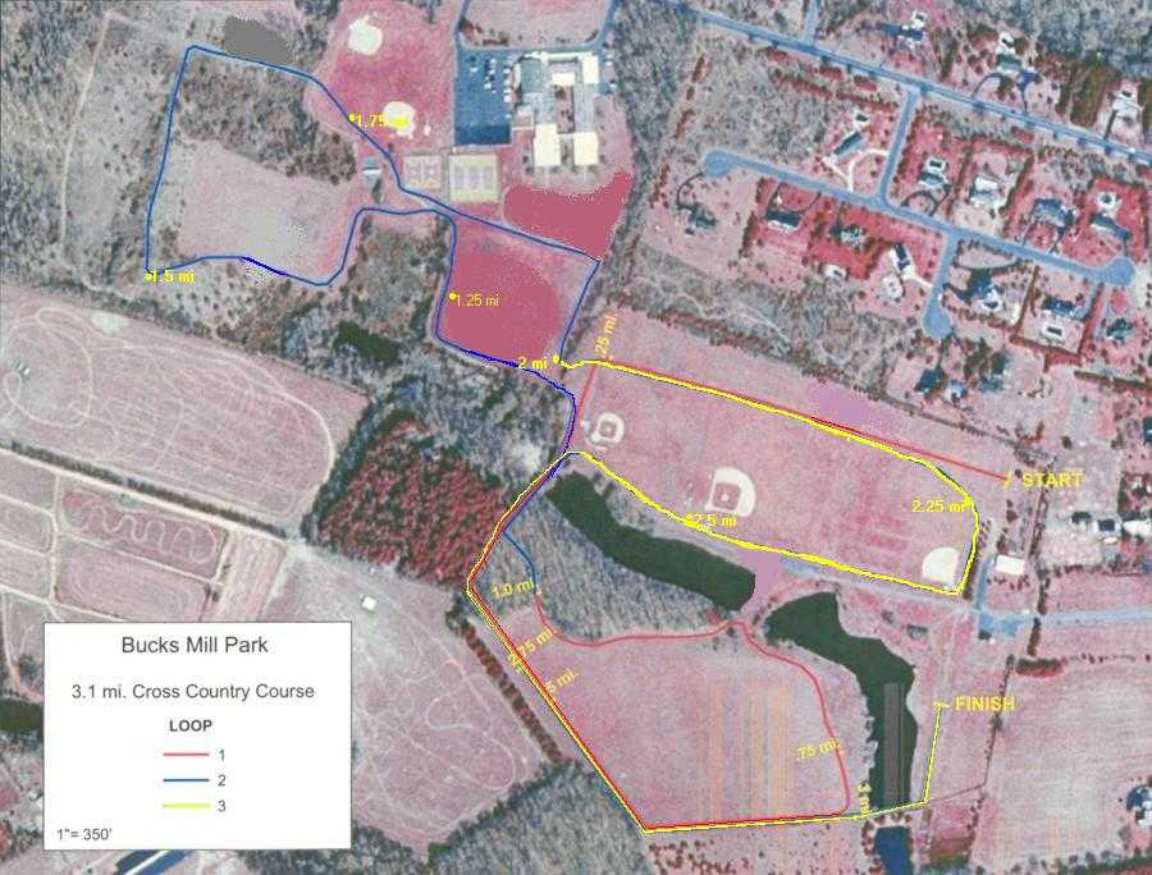 1.75 mi
1.5 mi
1.25 mi
.25 mi.
2 mi
START
2.25 mi
2.5 mi
1.0 mi.
2.75 mi.
.5 mi.
FINISH
.75 mi.
3 mi
Bucks Mill Park
3.1 mi. Cross Country Course
LOOP
1
2
3
1"= 350'